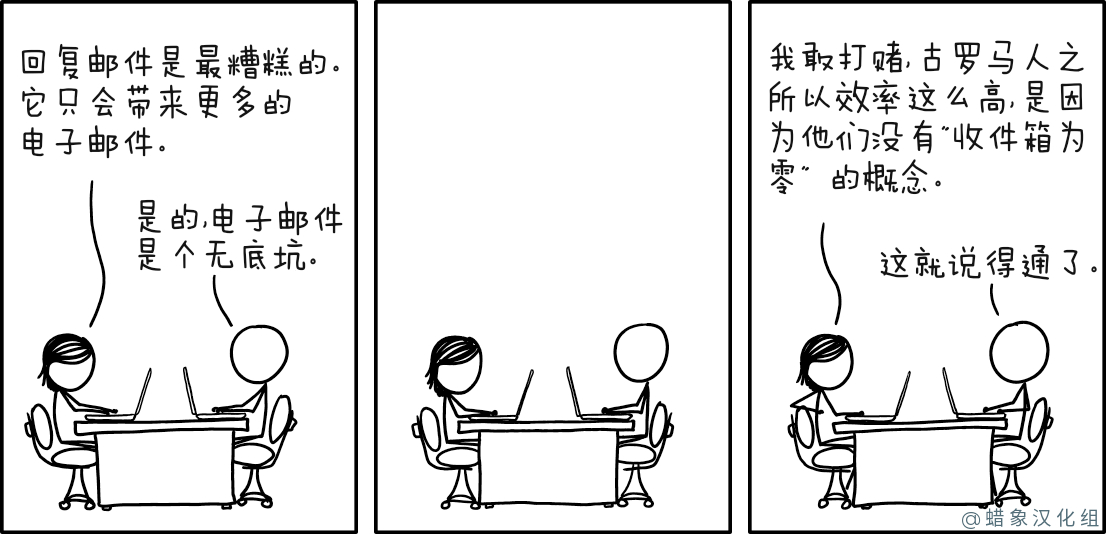 回复邮件是最糟糕的。
它只会带来更多的
电子邮件。
是的,电子邮件
是个无底坑。
我敢打赌,古罗马人之
所以效率这么高,是因
为他们没有"收件箱为
零"的概念。
这就说得通了。
@蜡象汉化组